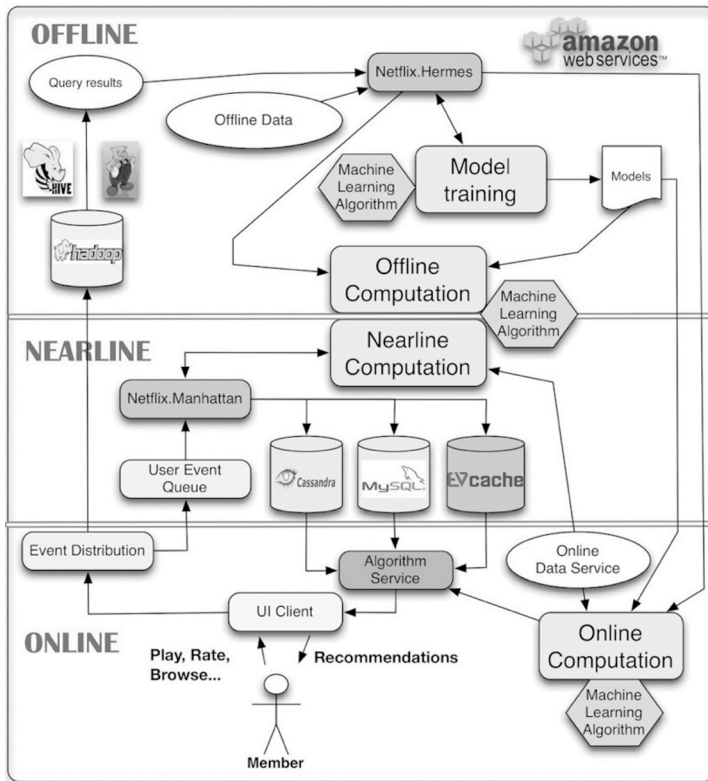 OFFLINE
amazon
webservices™
Query results
Netflix.Hermes
Offline Data
HIVE
Machine
Learning
Algorithm
Model
training
Models
hadoop
Offline
Computation
Machine
Learning
Algorithm
NEARLINE
Nearline
Computation
Netflix.Manhattan
User Event
Queue
Cassandra
MySQL
EVcache
Event Distribution
Algorithm
Service
Online
Data Service
UI Client
ONLINE
Play, Rate,
Browse...
Recommendations
Online
Computation
Machine
Learning
Algorithm
Member